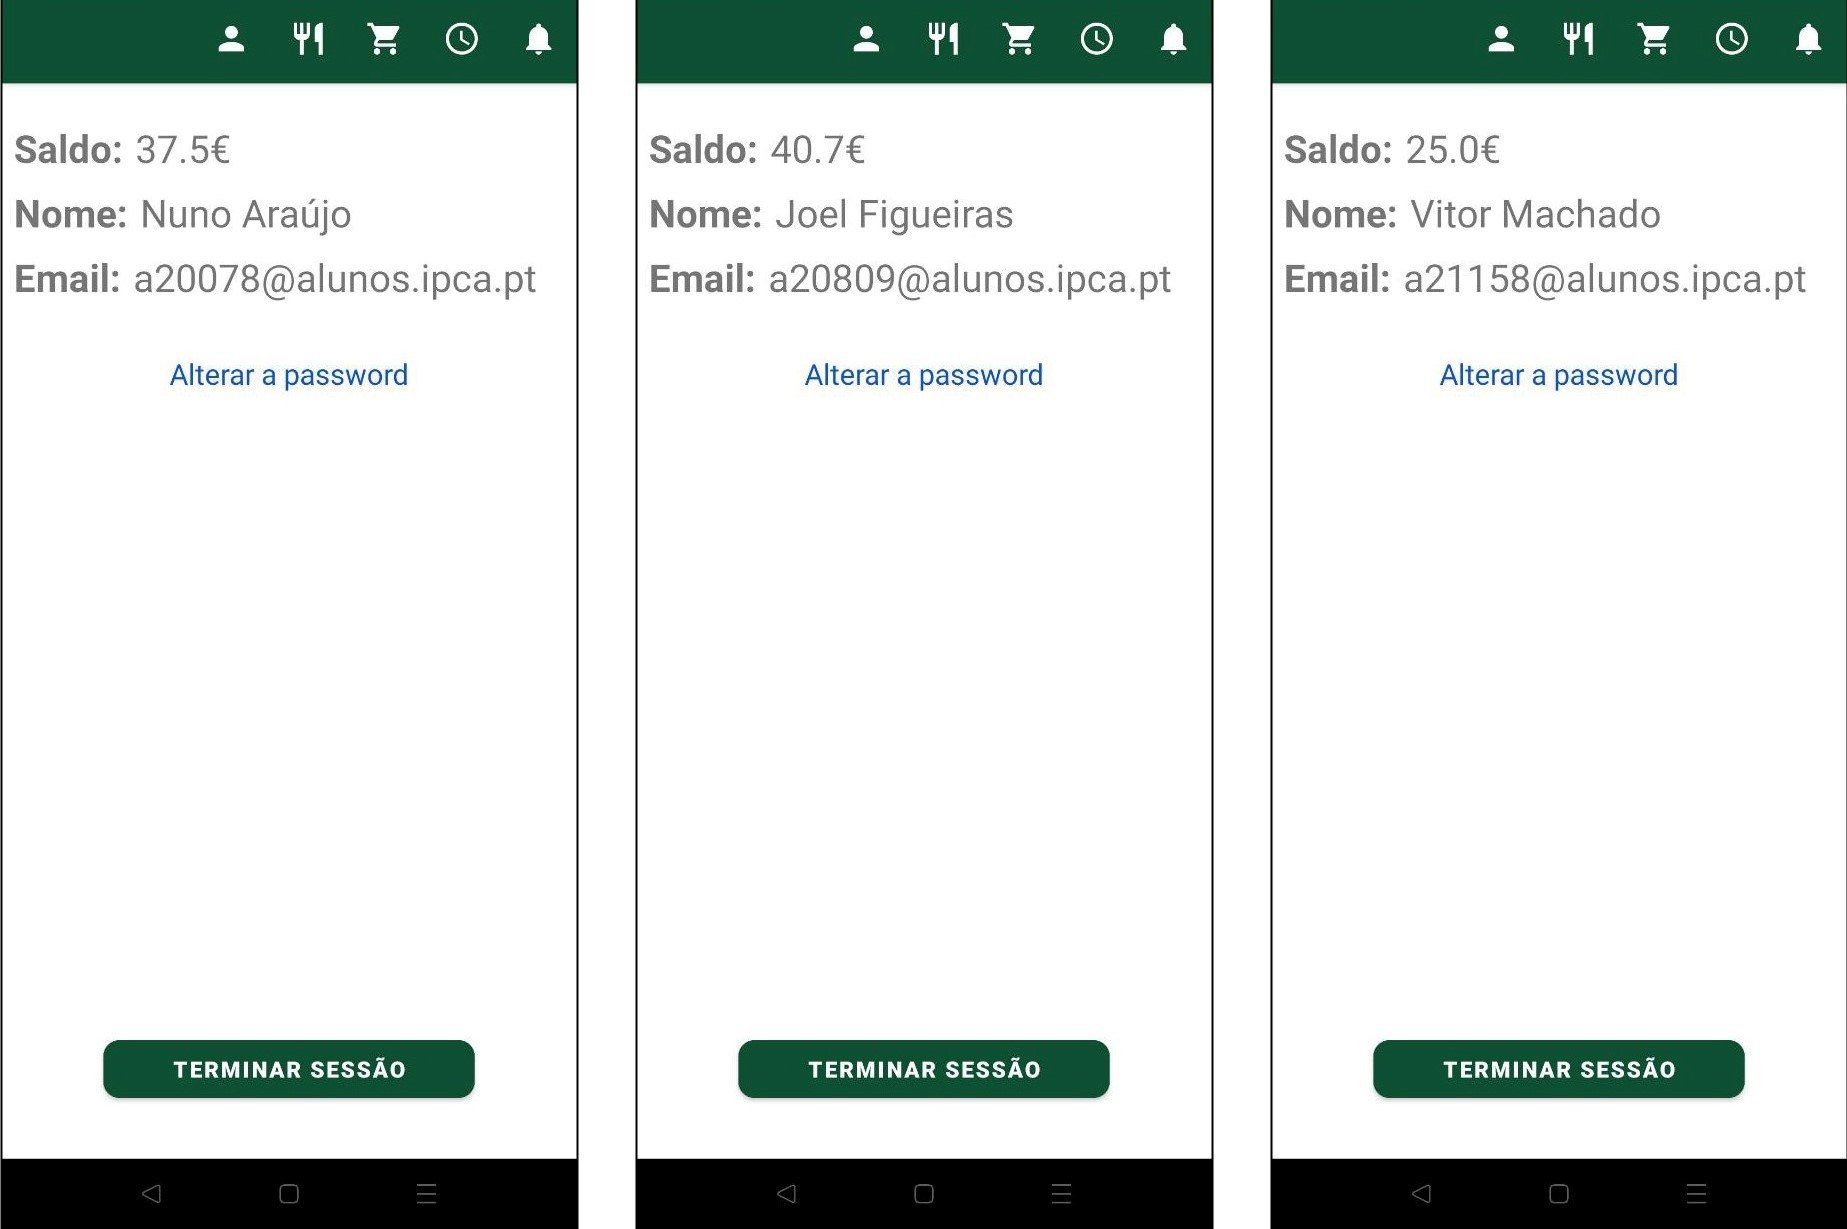 Saldo: 37.5€
Nome: Nuno Araújo
Email: a20078@alunos.ipca.pt
Alterar a password
TERMINAR SESSÃO
Saldo: 40.7€
Nome: Joel Figueiras
Email: a20809@alunos.ipca.pt
Alterar a password
TERMINAR SESSÃO
Saldo: 25.0€
Nome: Vitor Machado
Email: a21158@alunos.ipca.pt
Alterar a password
TERMINAR SESSÃO